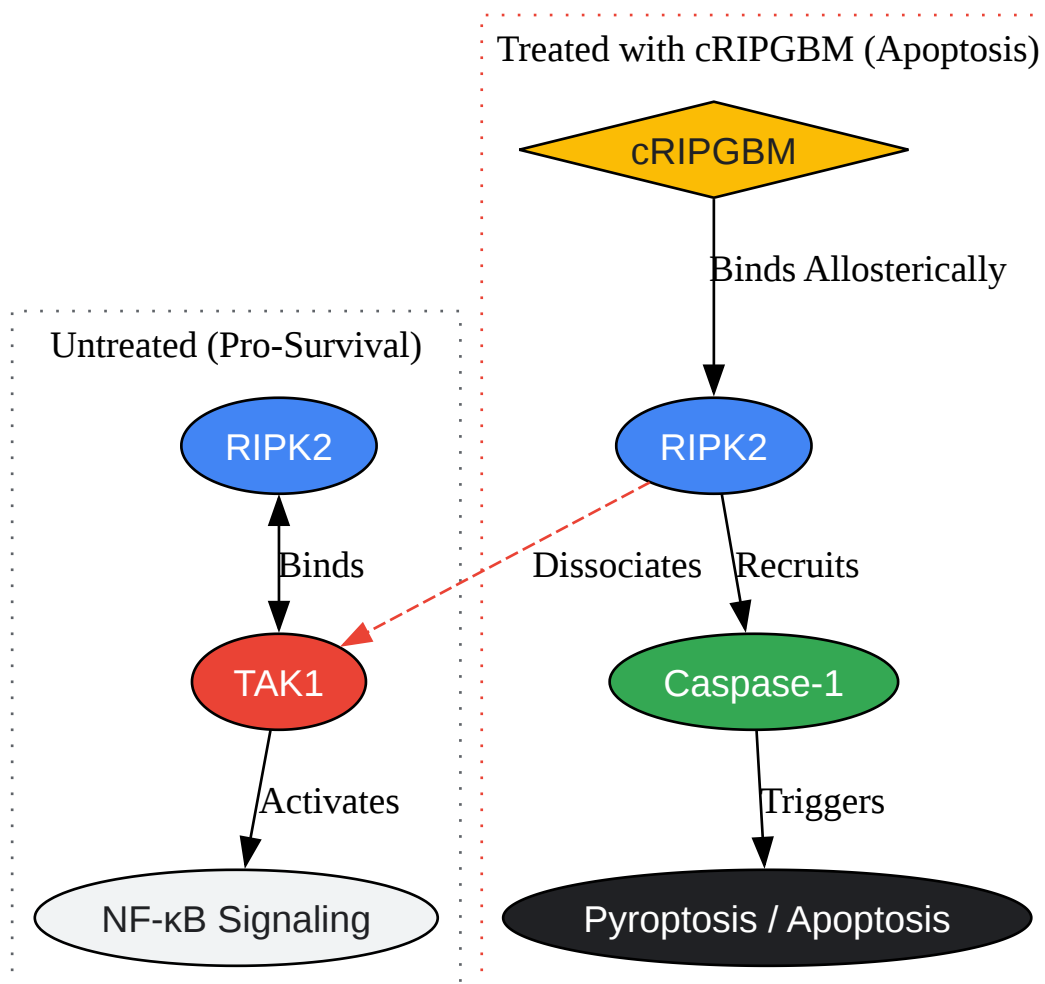 Treated with cRIPGBM (Apoptosis)
cRIPGBM
Binds Allosterically
Untreated (Pro-Survival)
RIPK2
RIPK2
Binds
Dissociates
Recruits
TAK1
Caspase-1
Activates
Triggers
NF-κB Signaling
Pyroptosis / Apoptosis